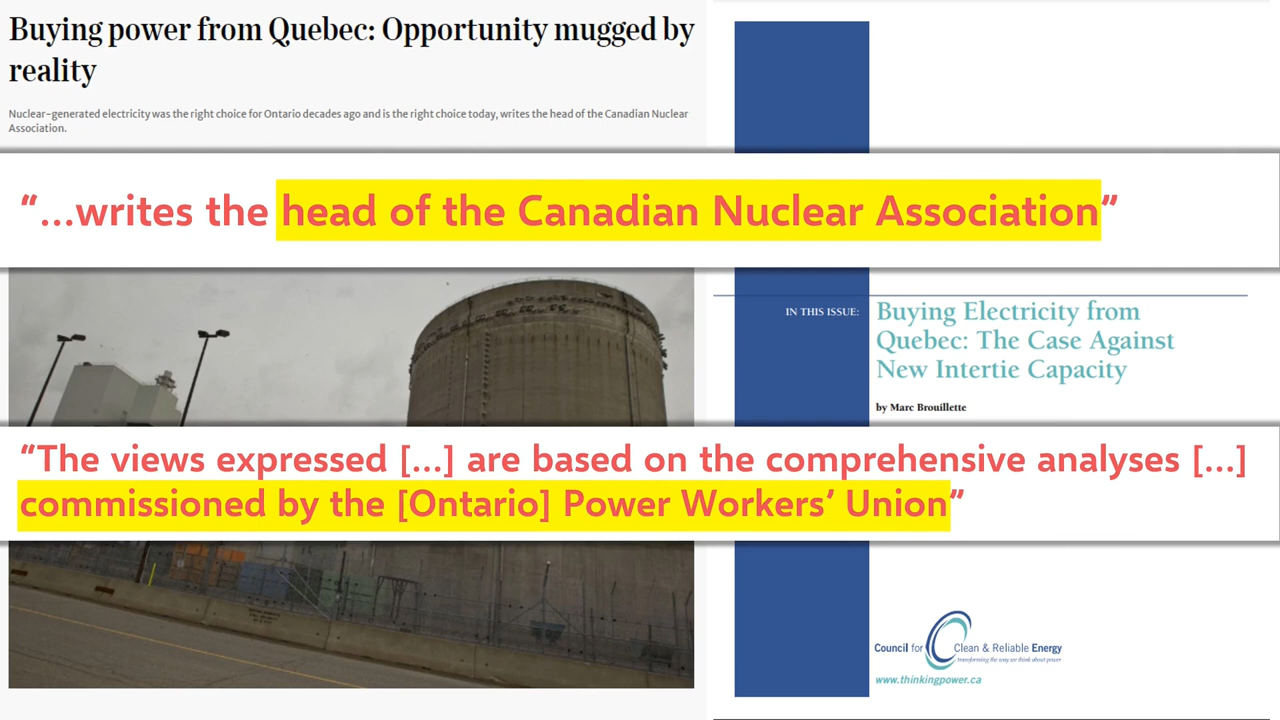 Buying power from Quebec: Opportunity mugged by
reality
Nuclear-generated electricity was the right choice for Ontario decades ago and is the right choice today, writes the head of the Canadian Nuclear
Association.
“...writes the head of the Canadian Nuclear Association”
IN THIS ISSUE:
Buying Electricity from
Quebec: The Case Against
New Intertie Capacity
by Marc Brouillette
“The views expressed [...] are based on the comprehensive analyses [...]
commissioned by the [Ontario] Power Workers’ Union”
Council for Clean & Reliable Energy
transforming the way we think about power
www.thinkingpower.ca